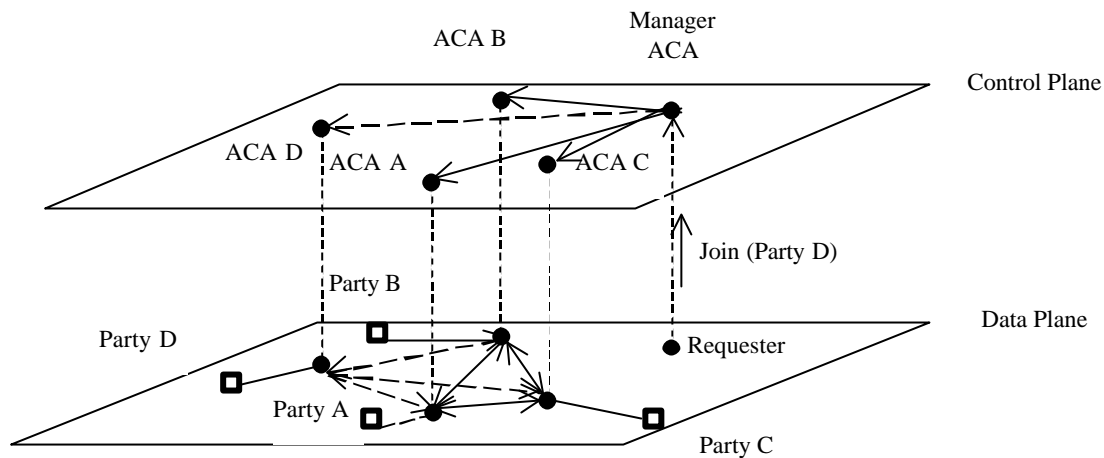 Manager
ACA B
ACA
Control Plane
ACA D
ACA A
ACA C
Join (Party D)
Party B
Data Plane
Party D
Requester
Party A
Party C